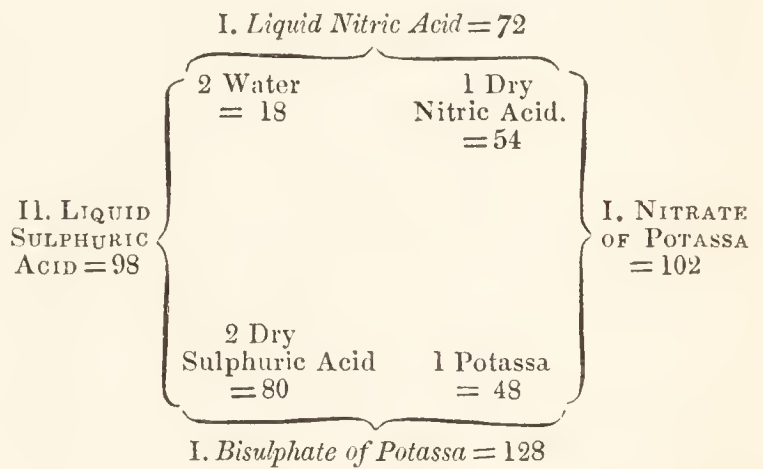 I. Liquid Nitric Acid = 72
2 Water
= 18
1 Dry
Nitric Acid.
= 54
II. LIQUID
SULPHURIC
ACID = 98
I. NITRATE
OF POTASSA
= 102
2 Dry
Sulphuric Acid
= 80
1 Potassa
= 48
I. Bisulphate of Potassa = 128